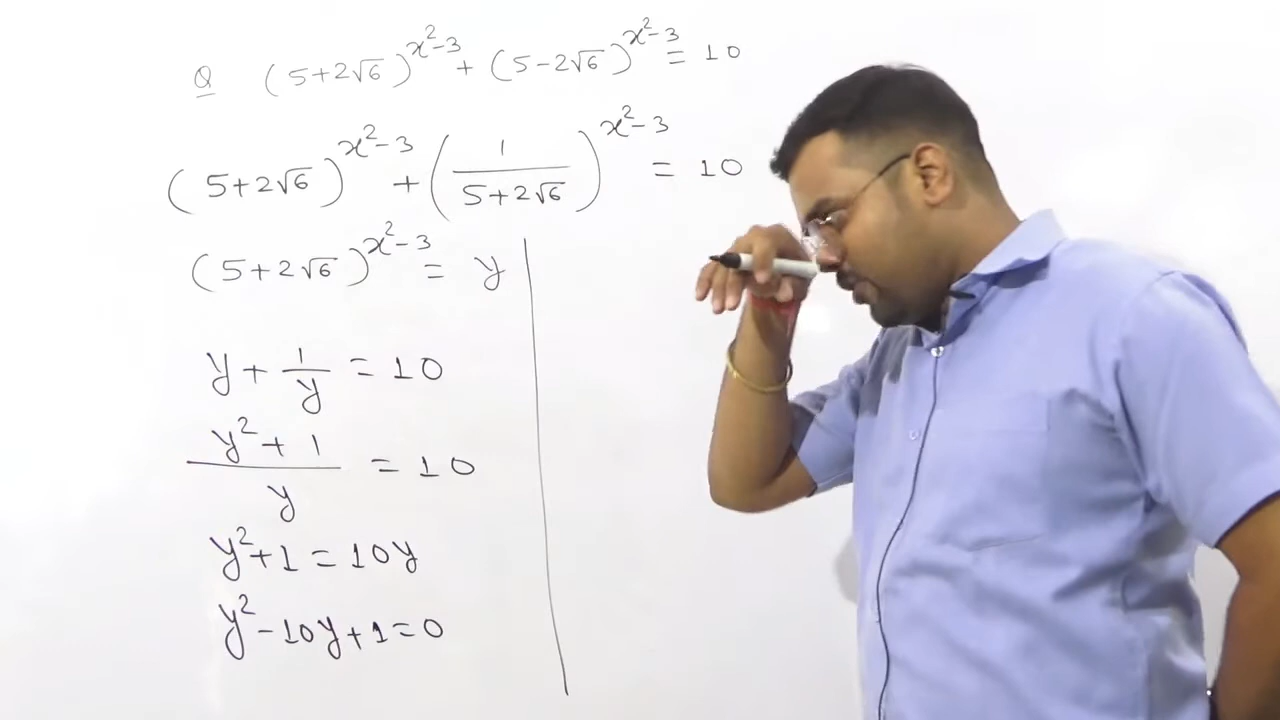 Q (5+2√6)^(x²-3) + (5-2√6)^(x²-3) = 10
(5+2√6)^(x²-3) + (1/(5+2√6))^(x²-3) = 10
(5+2√6)^(x²-3) = y
y + 1/y = 10
(y²+1)/y = 10
y²+1=10y
y²-10y+1=0